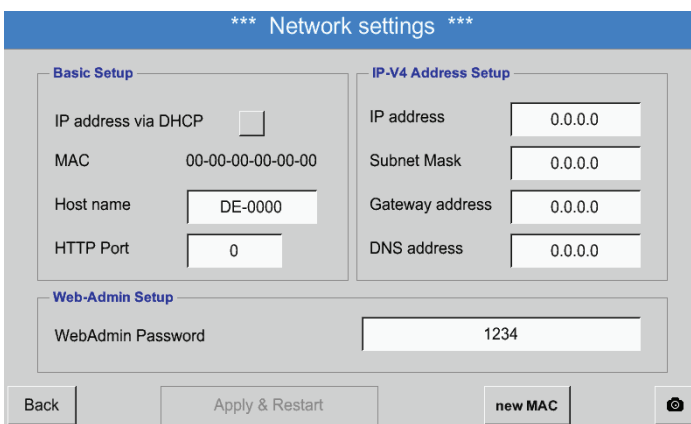 *** Network settings ***
Basic Setup
IP address via DHCP
MAC 00-00-00-00-00-00
Host name DE-0000
HTTP Port 0
IP-V4 Address Setup
IP address 0.0.0.0
Subnet Mask 0.0.0.0
Gateway address 0.0.0.0
DNS address 0.0.0.0
Web-Admin Setup
WebAdmin Password 1234
Back Apply & Restart new MAC